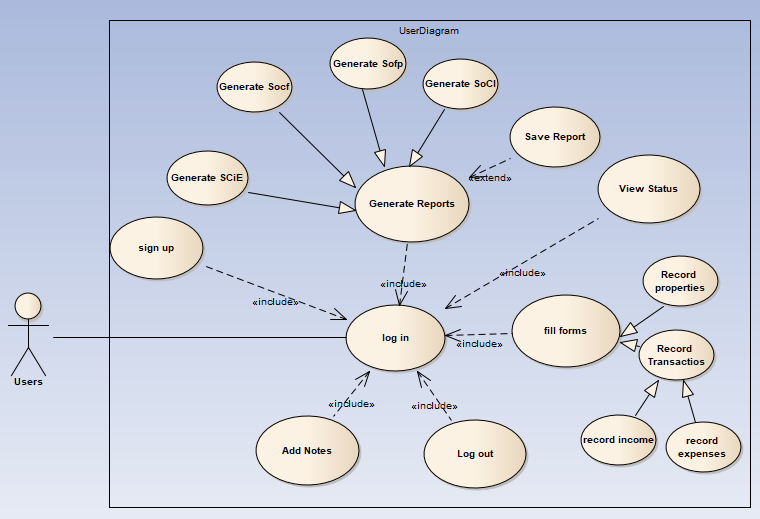 UserDiagram
Generate Sofp
Generate Socf
Generate SoCI
Save Report
«extend»
Generate SCiE
View Status
Generate Reports
sign up
«include»
«include»
«include»
Record
properties
fill forms
log in
«include»
Record
Transactios
Users
«include»
«include»
Add Notes
Log out
record income
record
expenses